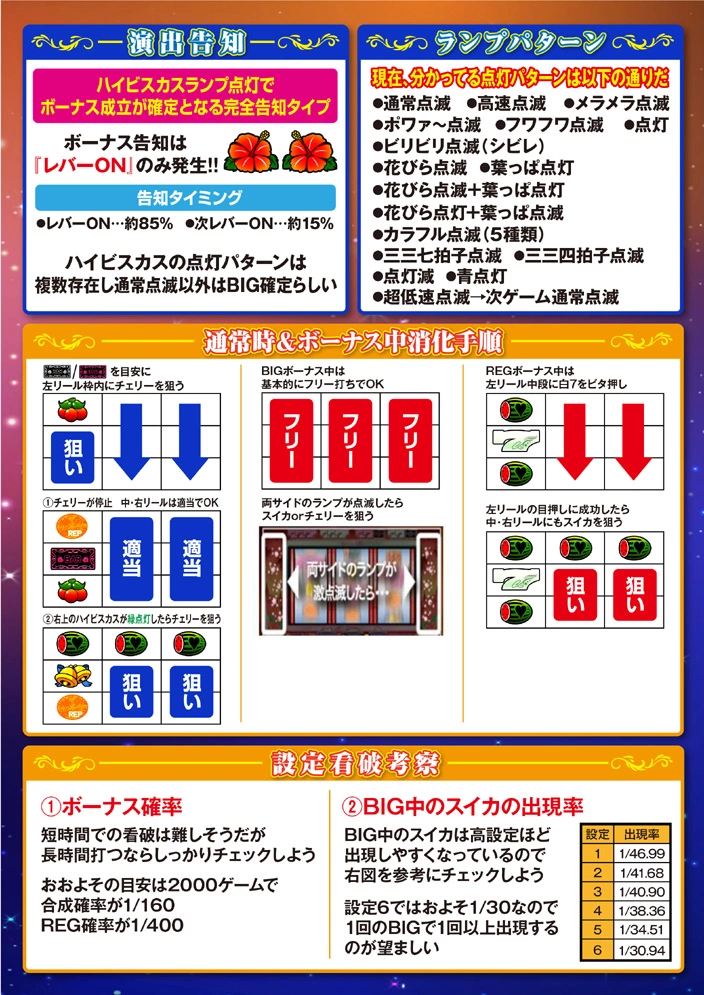 演出告知
ハイビスカスランプ点灯で
ボーナス成立が確定となる完全告知タイプ
ボーナス告知は
『レバーON』のみ発生!!
告知タイミング
●レバーON…約85% ●次レバーON…約15%
ハイビスカスの点灯パターンは
複数存在し通常点滅以外はBIG確定らしい
ランプパターン
現在、分かってる点灯パターンは以下の通りだ
●通常点滅 ●高速点滅 ●メラメラ点滅
●ポワァ〜点滅 ●フワフワ点滅 ●点灯
●ビリビリ点滅(シビレ)
●花びら点滅 ●葉っぱ点灯
●花びら点滅+葉っぱ点灯
●花びら点灯+葉っぱ点滅
●カラフル点滅(5種類)
●三三七拍子点滅 ●三三四拍子点滅
●点灯滅 ●青点灯
●超低速点滅→次ゲーム通常点滅
通常時&ボーナス中消化手順
/ を目安に
左リール枠内にチェリーを狙う
狙い
①チェリーが停止 中・右リールは適当でOK
REP
適当
適当
②右上のハイビスカスが緑点灯したらチェリーを狙う
狙い
狙い
REP
BIGボーナス中は
基本的にフリー打ちでOK
フリー
フリー
フリー
両サイドのランプが点滅したら
スイカorチェリーを狙う
両サイドのランプが
激点滅したら…
REGボーナス中は
左リール中段に白7をビタ押し
左リールの目押しに成功したら
中・右リールにもスイカを狙う
狙い
狙い
設定看破考察
①ボーナス確率
短時間での看破は難しそうだが
長時間打つならしっかりチェックしよう
おおよその目安は2000ゲームで
合成確率が1/160
REG確率が1/400
②BIG中のスイカの出現率
BIG中のスイカは高設定ほど
出現しやすくなっているので
右図を参考にチェックしよう
設定6ではおよそ1/30なので
1回のBIGで1回以上出現する
のが望ましい
設定 出現率
1 1/46.99
2 1/41.68
3 1/40.90
4 1/38.36
5 1/34.51
6 1/30.94